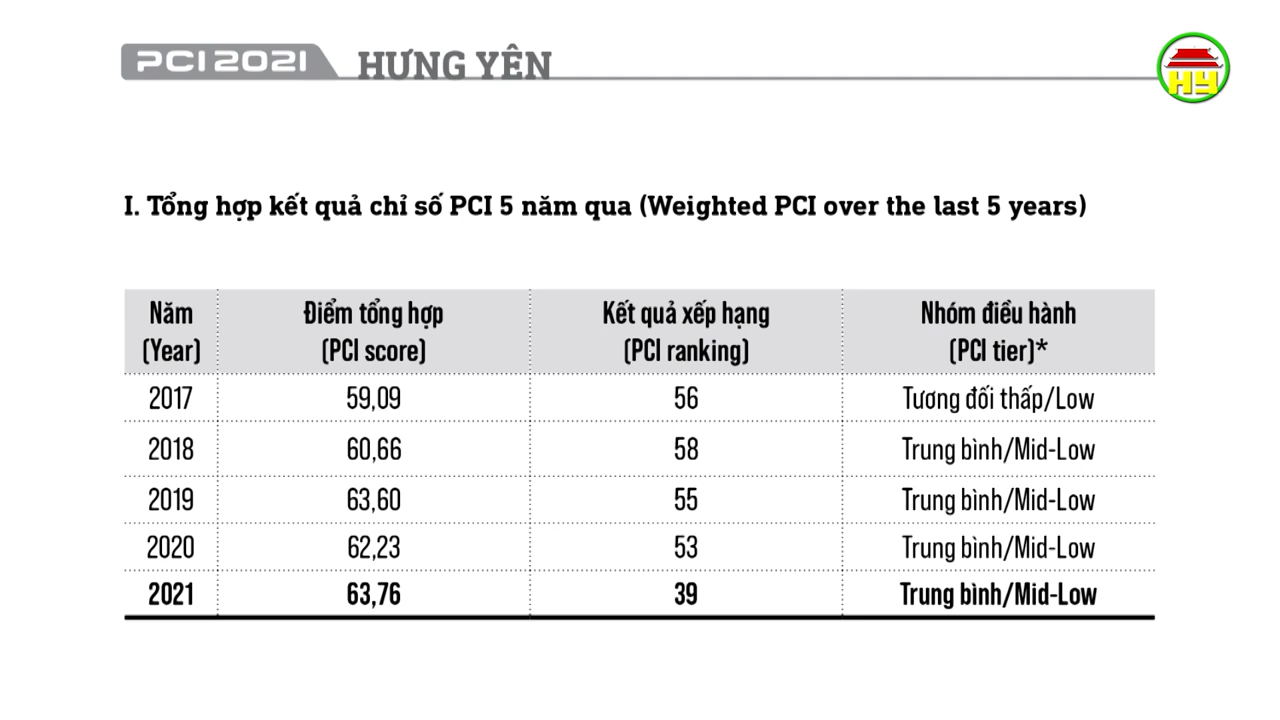 PCI 2021 HƯNG YÊN
HY
I. Tổng hợp kết quả chỉ số PCI 5 năm qua (Weighted PCI over the last 5 years)
Năm Điểm tổng hợp Kết quả xếp hạng Nhóm điều hành
(Year) (PCI score) (PCI ranking) (PCI tier)*
2017 59,09 56 Tương đối thấp/Low
2018 60,66 58 Trung bình/Mid-Low
2019 63,60 55 Trung bình/Mid-Low
2020 62,23 53 Trung bình/Mid-Low
2021 63,76 39 Trung bình/Mid-Low